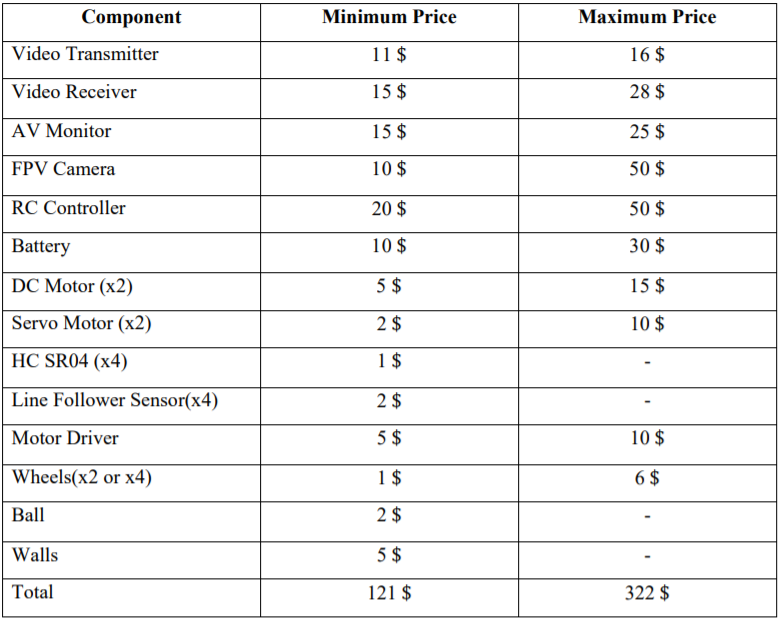 Component Minimum Price Maximum Price
Video Transmitter 11 $ 16 $
Video Receiver 15 $ 28 $
AV Monitor 15 $ 25 $
FPV Camera 10 $ 50 $
RC Controller 20 $ 50 $
Battery 10 $ 30 $
DC Motor (x2) 5 $ 15 $
Servo Motor (x2) 2 $ 10 $
HC SR04 (x4) 1 $ -
Line Follower Sensor(x4) 2 $ -
Motor Driver 5 $ 10 $
Wheels(x2 or x4) 1 $ 6 $
Ball 2 $ -
Walls 5 $ -
Total 121 $ 322 $